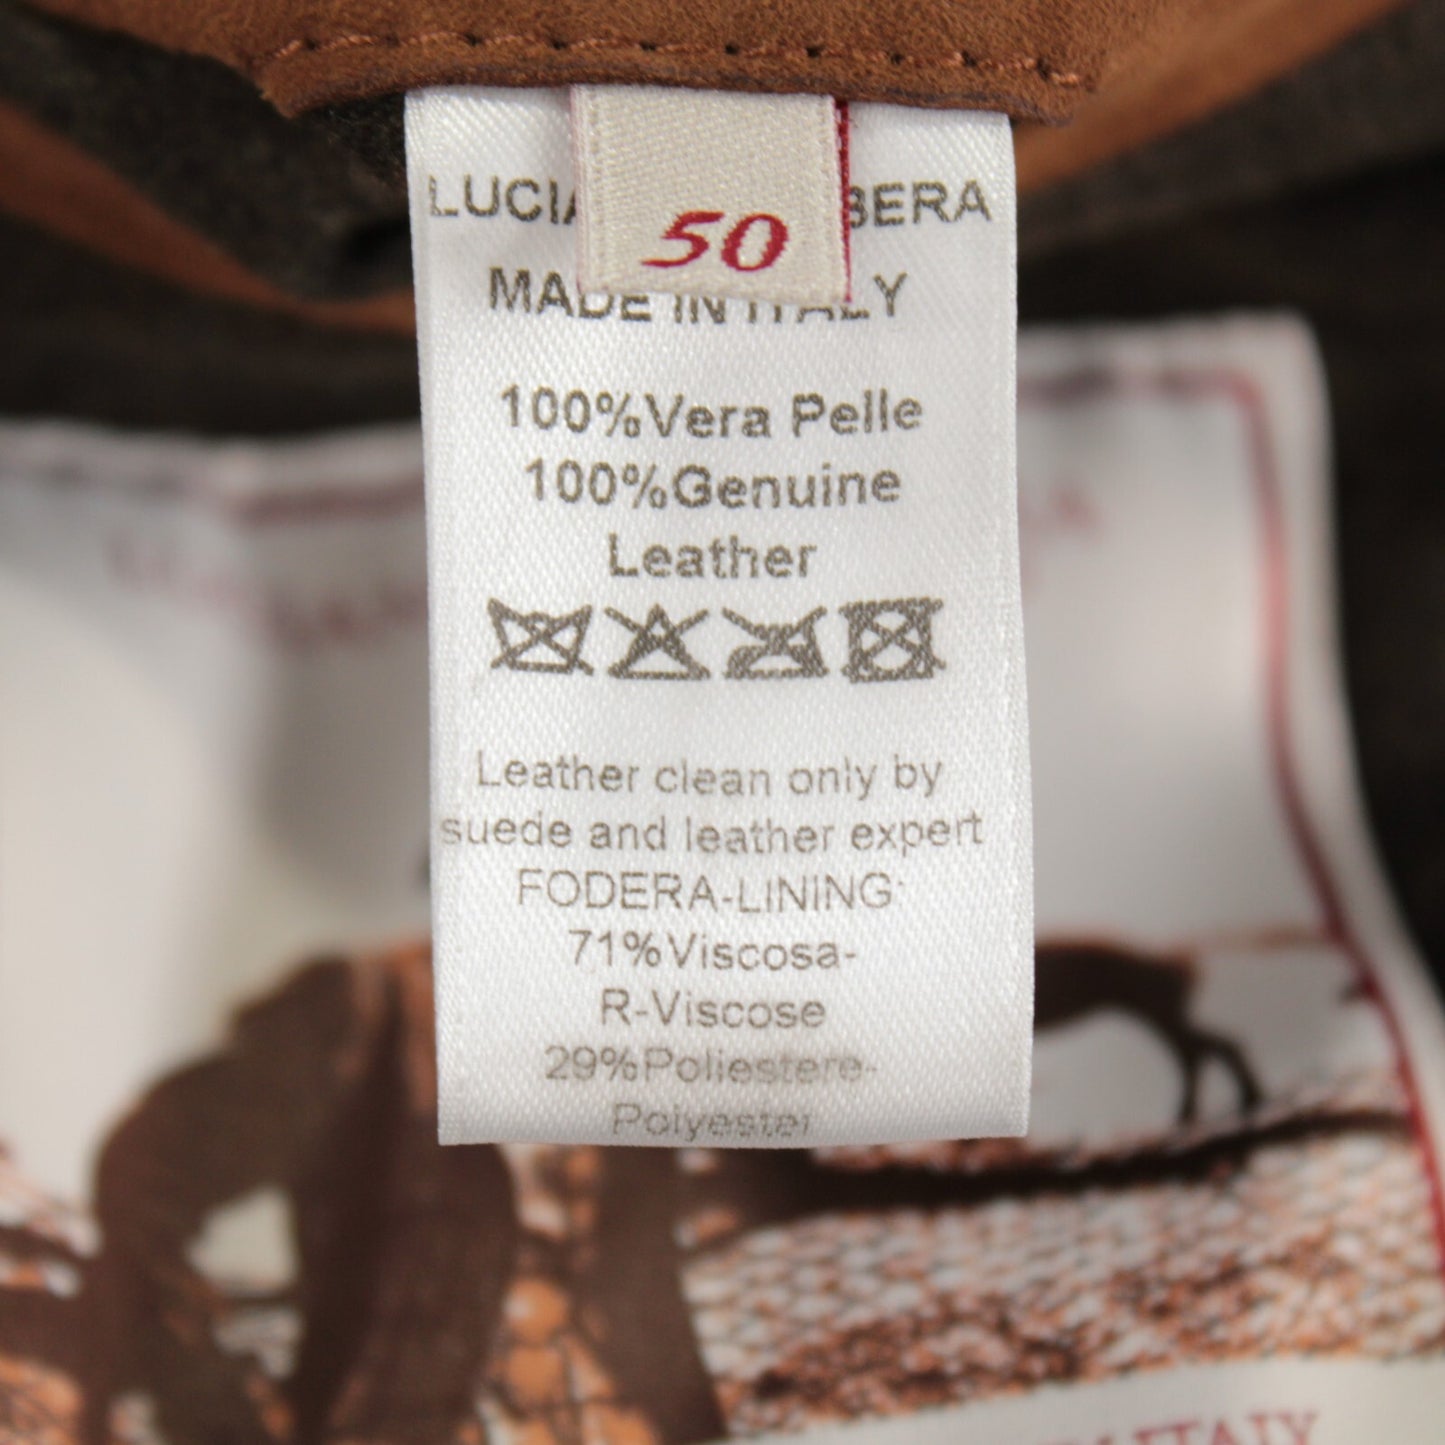 50
MADE IN ITALY
100%Vera Pelle
100%Genuine
Leather
Leather clean only by
suede and leather expert
FODERA-LINING
71%Viscosa-
R-Viscose
29%Poliestere-
Polyester